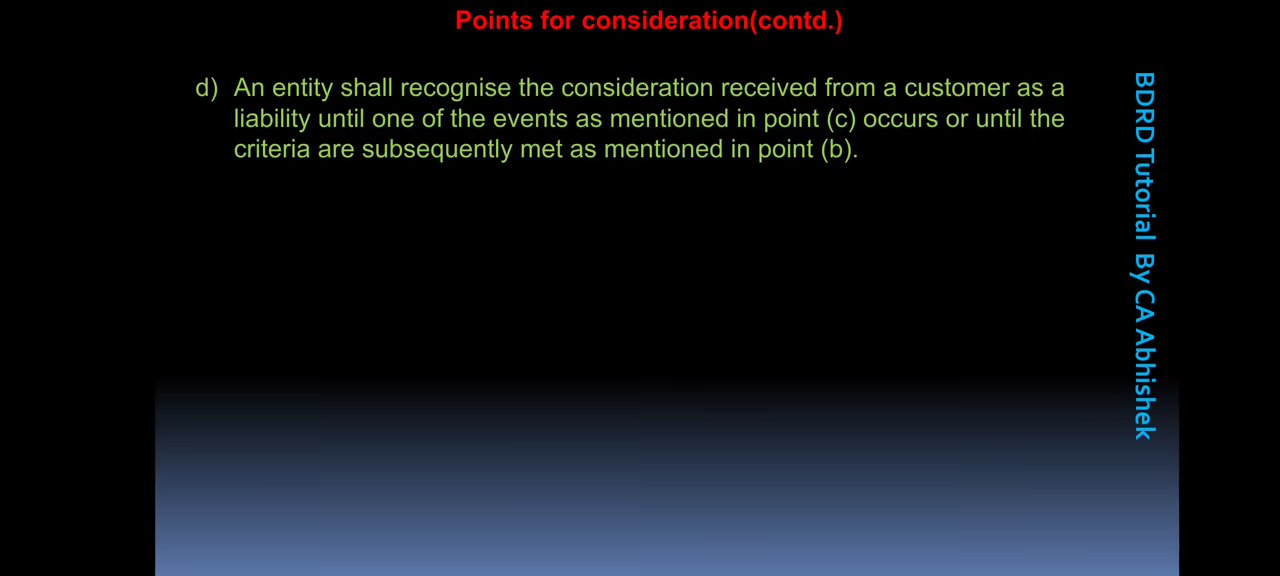 Points for consideration(contd.)
d) An entity shall recognise the consideration received from a customer as a
liability until one of the events as mentioned in point (c) occurs or until the
criteria are subsequently met as mentioned in point (b).
BDRD Tutorial By CA Abhishek